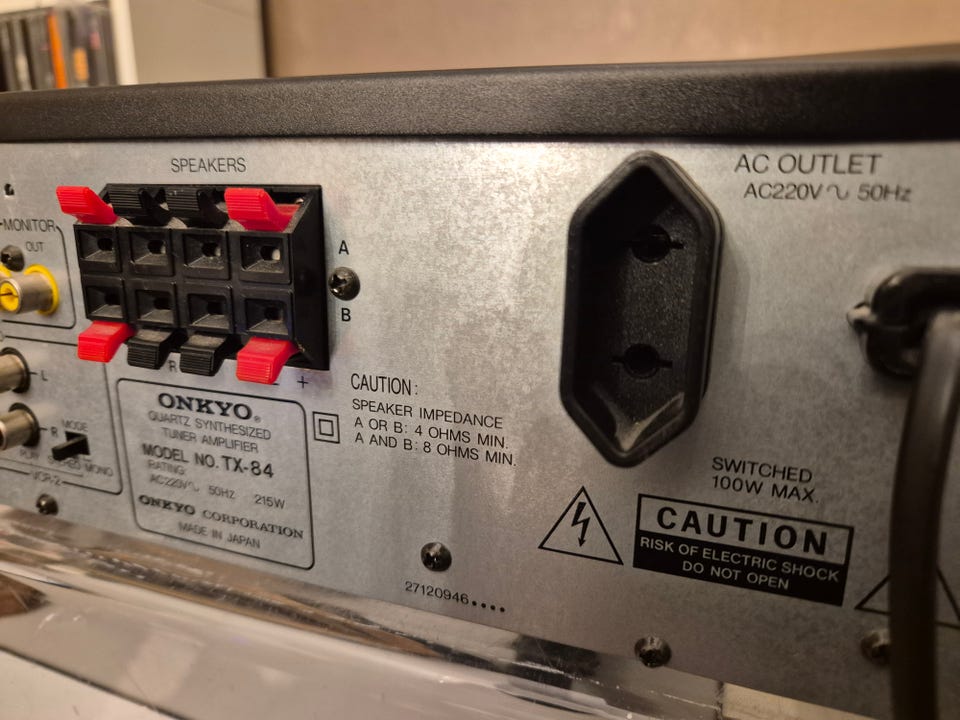 SPEAKERS
A
B
MONITOR
OUT
L
R
MODE
MONO
VCR-2
R
+
ONKYO®
QUARTZ SYNTHESIZED
TUNER AMPLIFIER
MODEL NO. TX-84
RATING:
AC220V∿ 50HZ 215W
ONKYO CORPORATION
MADE IN JAPAN
CAUTION:
SPEAKER IMPEDANCE
A OR B: 4 OHMS MIN.
A AND B: 8 OHMS MIN.
27120946....
AC OUTLET
AC220V∿ 50Hz
SWITCHED
100W MAX.
CAUTION
RISK OF ELECTRIC SHOCK
DO NOT OPEN